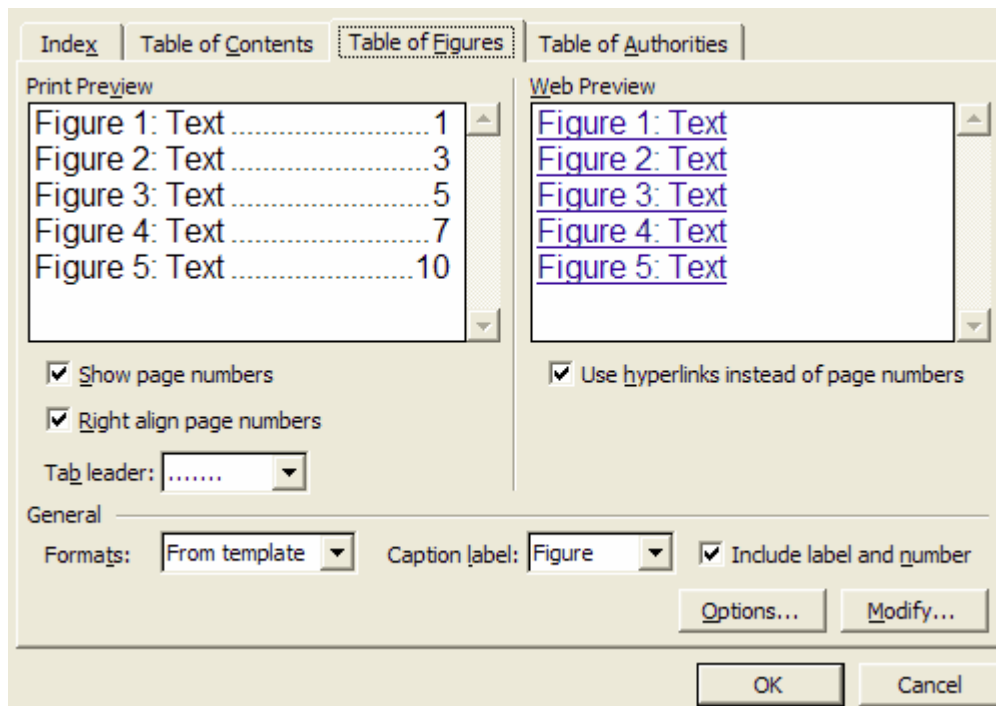 Index Table of Contents Table of Figures Table of Authorities
Print Preview
Figure 1: Text ........................ 1
Figure 2: Text ........................ 3
Figure 3: Text ........................ 5
Figure 4: Text ........................ 7
Figure 5: Text ...................... 10
Show page numbers
Right align page numbers
Tab leader: .......
Web Preview
Figure 1: Text
Figure 2: Text
Figure 3: Text
Figure 4: Text
Figure 5: Text
Use hyperlinks instead of page numbers
General
Formats: From template Caption label: Figure Include label and number
Options... Modify...
OK Cancel